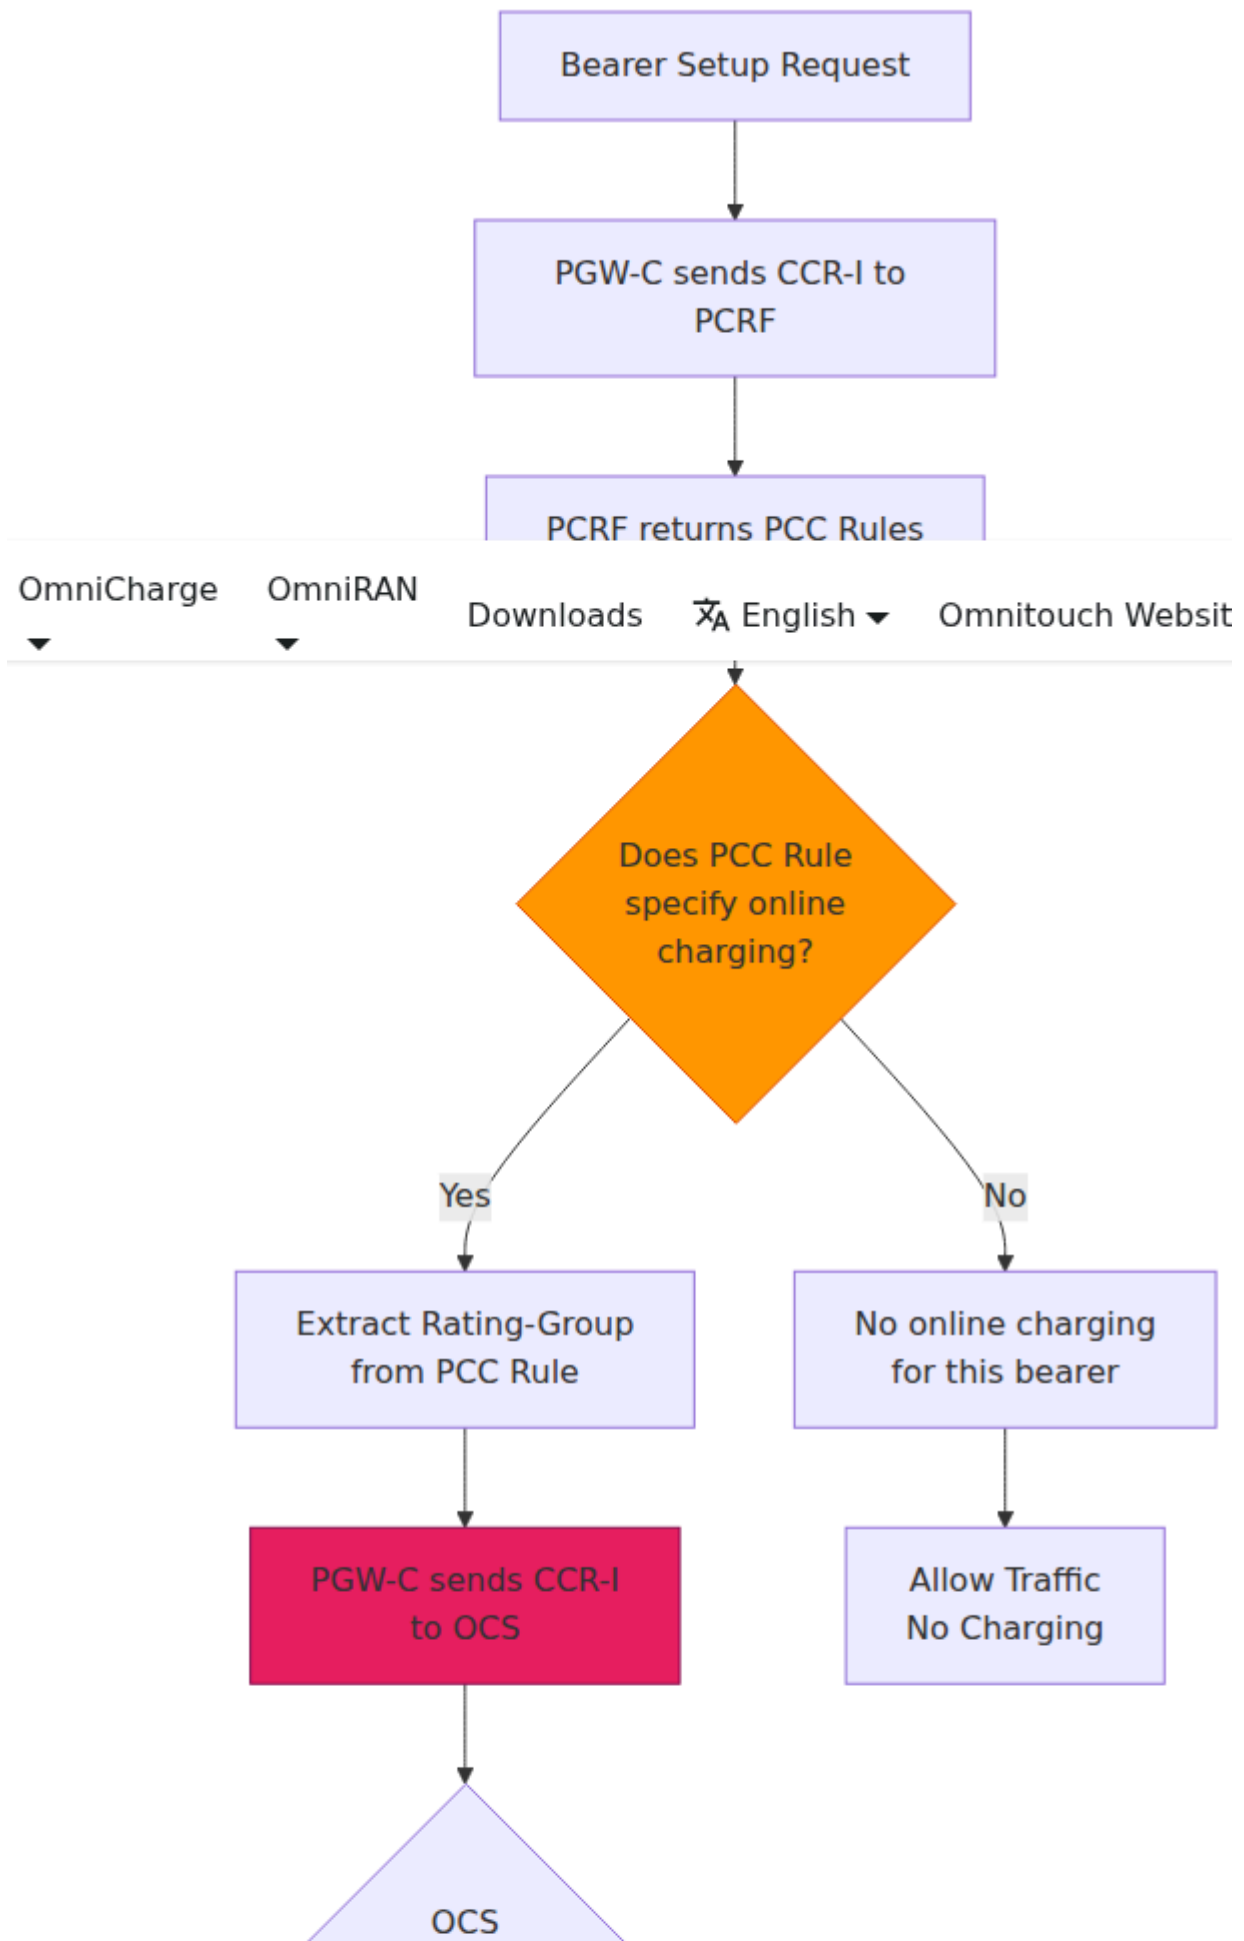 Bearer Setup Request
PGW-C sends CCR-I to
PCRF
PCRF returns PCC Rules
OmniCharge
OmniRAN
Downloads
English
Omnitouch Websit
Does PCC Rule
specify online
charging?
Yes
No
Extract Rating-Group
from PCC Rule
No online charging
for this bearer
PGW-C sends CCR-I
to OCS
Allow Traffic
No Charging
OCS